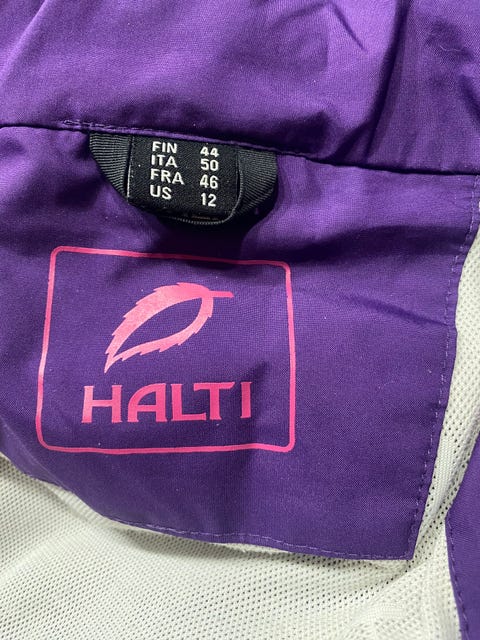 FIN 44
ITA 50
FRA 46
US 12
HALTI